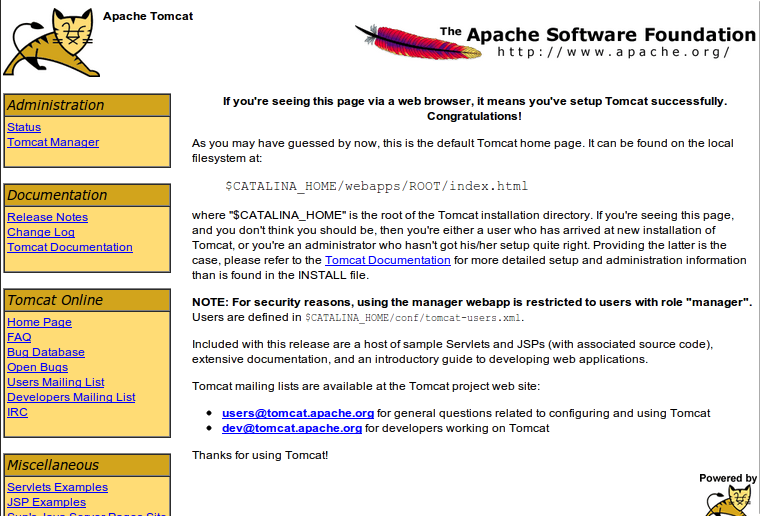 Apache Tomcat
The Apache Software Foundation
http://www.apache.org/
Administration
Status
Tomcat Manager
Documentation
Release Notes
Change Log
Tomcat Documentation
Tomcat Online
Home Page
FAQ
Bug Database
Open Bugs
Users Mailing List
Developers Mailing List
IRC
Miscellaneous
Servlets Examples
JSP Examples
Sun's Java Server Pages Site
If you're seeing this page via a web browser, it means you've setup Tomcat successfully.
Congratulations!
As you may have guessed by now, this is the default Tomcat home page. It can be found on the local
filesystem at:
$CATALINA_HOME/webapps/ROOT/index.html
where "$CATALINA_HOME" is the root of the Tomcat installation directory. If you're seeing this page,
and you don't think you should be, then you're either a user who has arrived at new installation of
Tomcat, or you're an administrator who hasn't got his/her setup quite right. Providing the latter is the
case, please refer to the Tomcat Documentation for more detailed setup and administration information
than is found in the INSTALL file.
NOTE: For security reasons, using the manager webapp is restricted to users with role "manager".
Users are defined in $CATALINA_HOME/conf/tomcat-users.xml.
Included with this release are a host of sample Servlets and JSPs (with associated source code),
extensive documentation, and an introductory guide to developing web applications.
Tomcat mailing lists are available at the Tomcat project web site:
• users@tomcat.apache.org for general questions related to configuring and using Tomcat
• dev@tomcat.apache.org for developers working on Tomcat
Thanks for using Tomcat!
Powered by